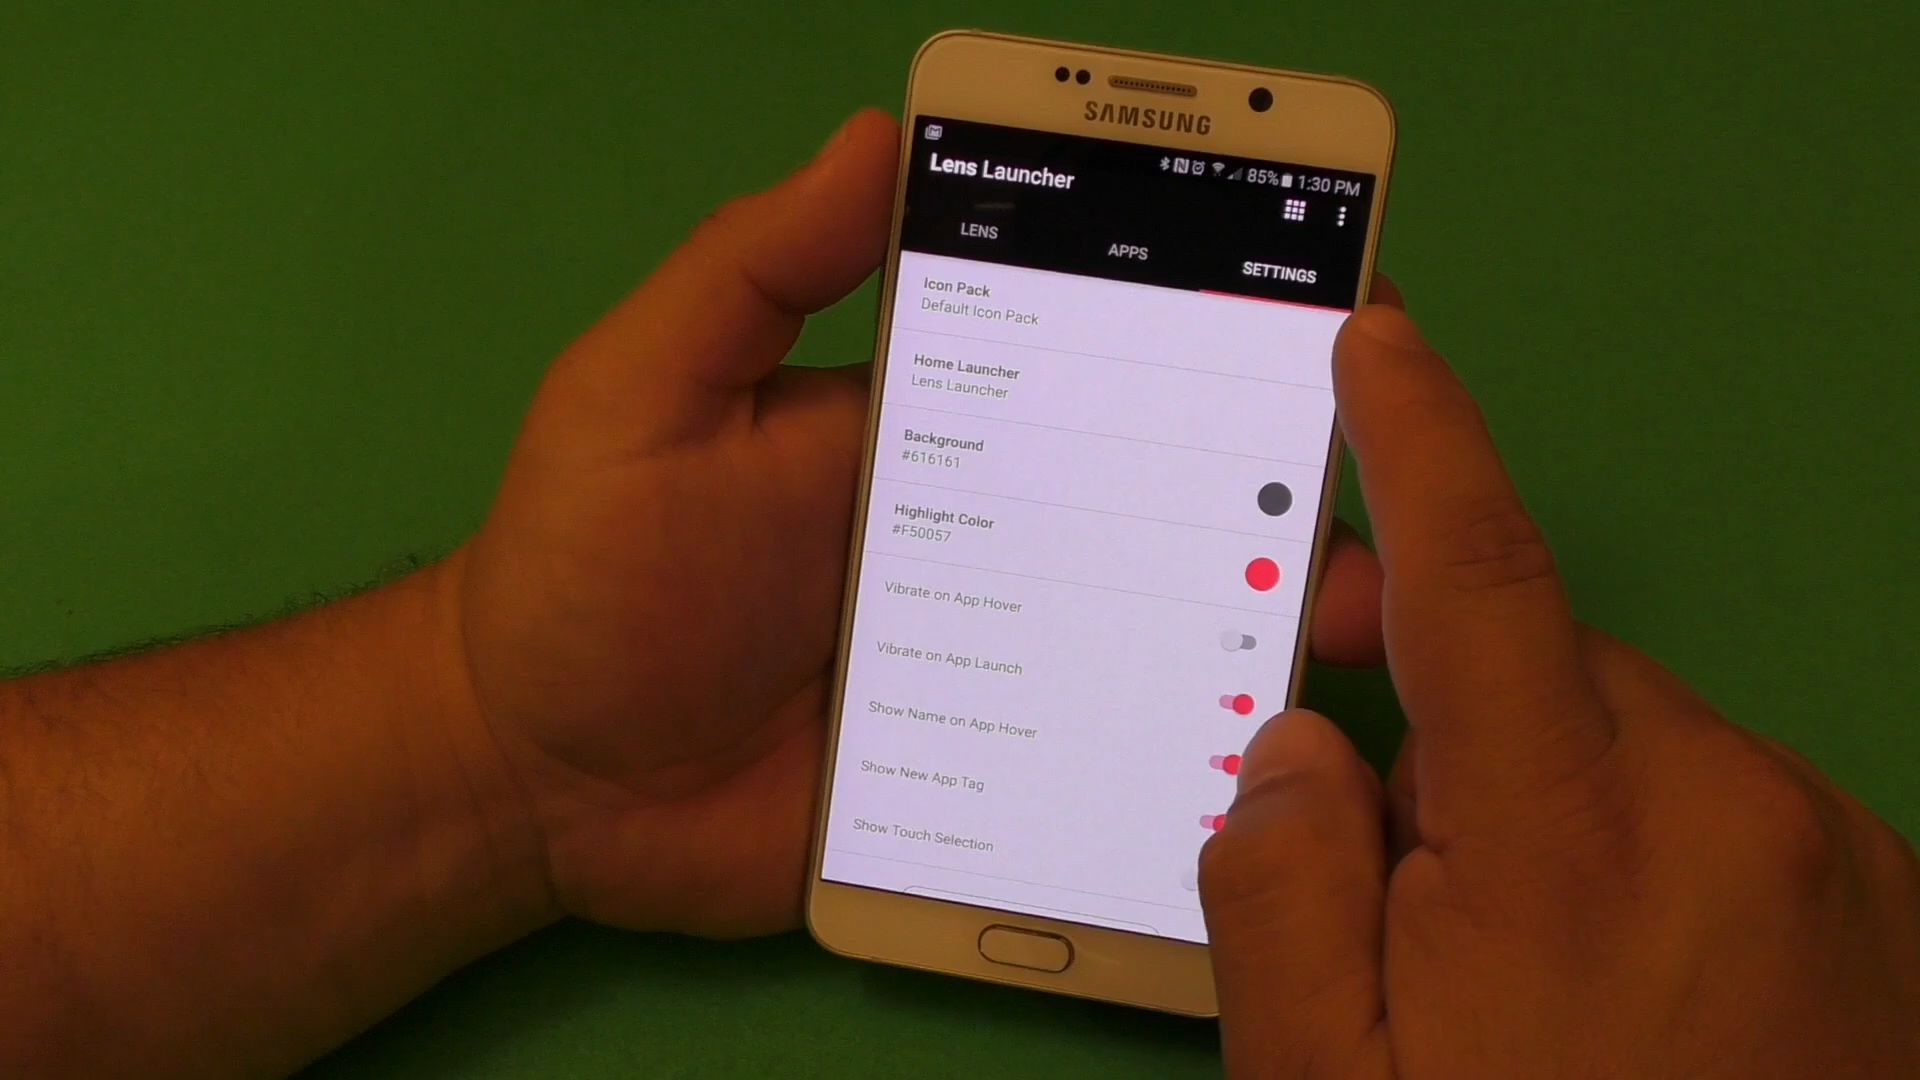 SAMSUNG
85% 1:30 PM
Lens Launcher
LENS
APPS
SETTINGS
Icon Pack
Default Icon Pack
Home Launcher
Lens Launcher
Background
#616161
Highlight Color
#F50057
Vibrate on App Hover
Vibrate on App Launch
Show Name on App Hover
Show New App Tag
Show Touch Selection